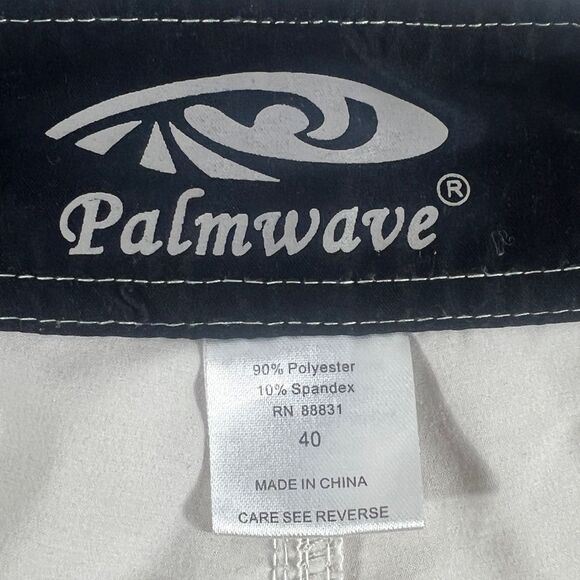 Palmwave®
90% Polyester
10% Spandex
RN 88831
40
MADE IN CHINA
CARE SEE REVERSE